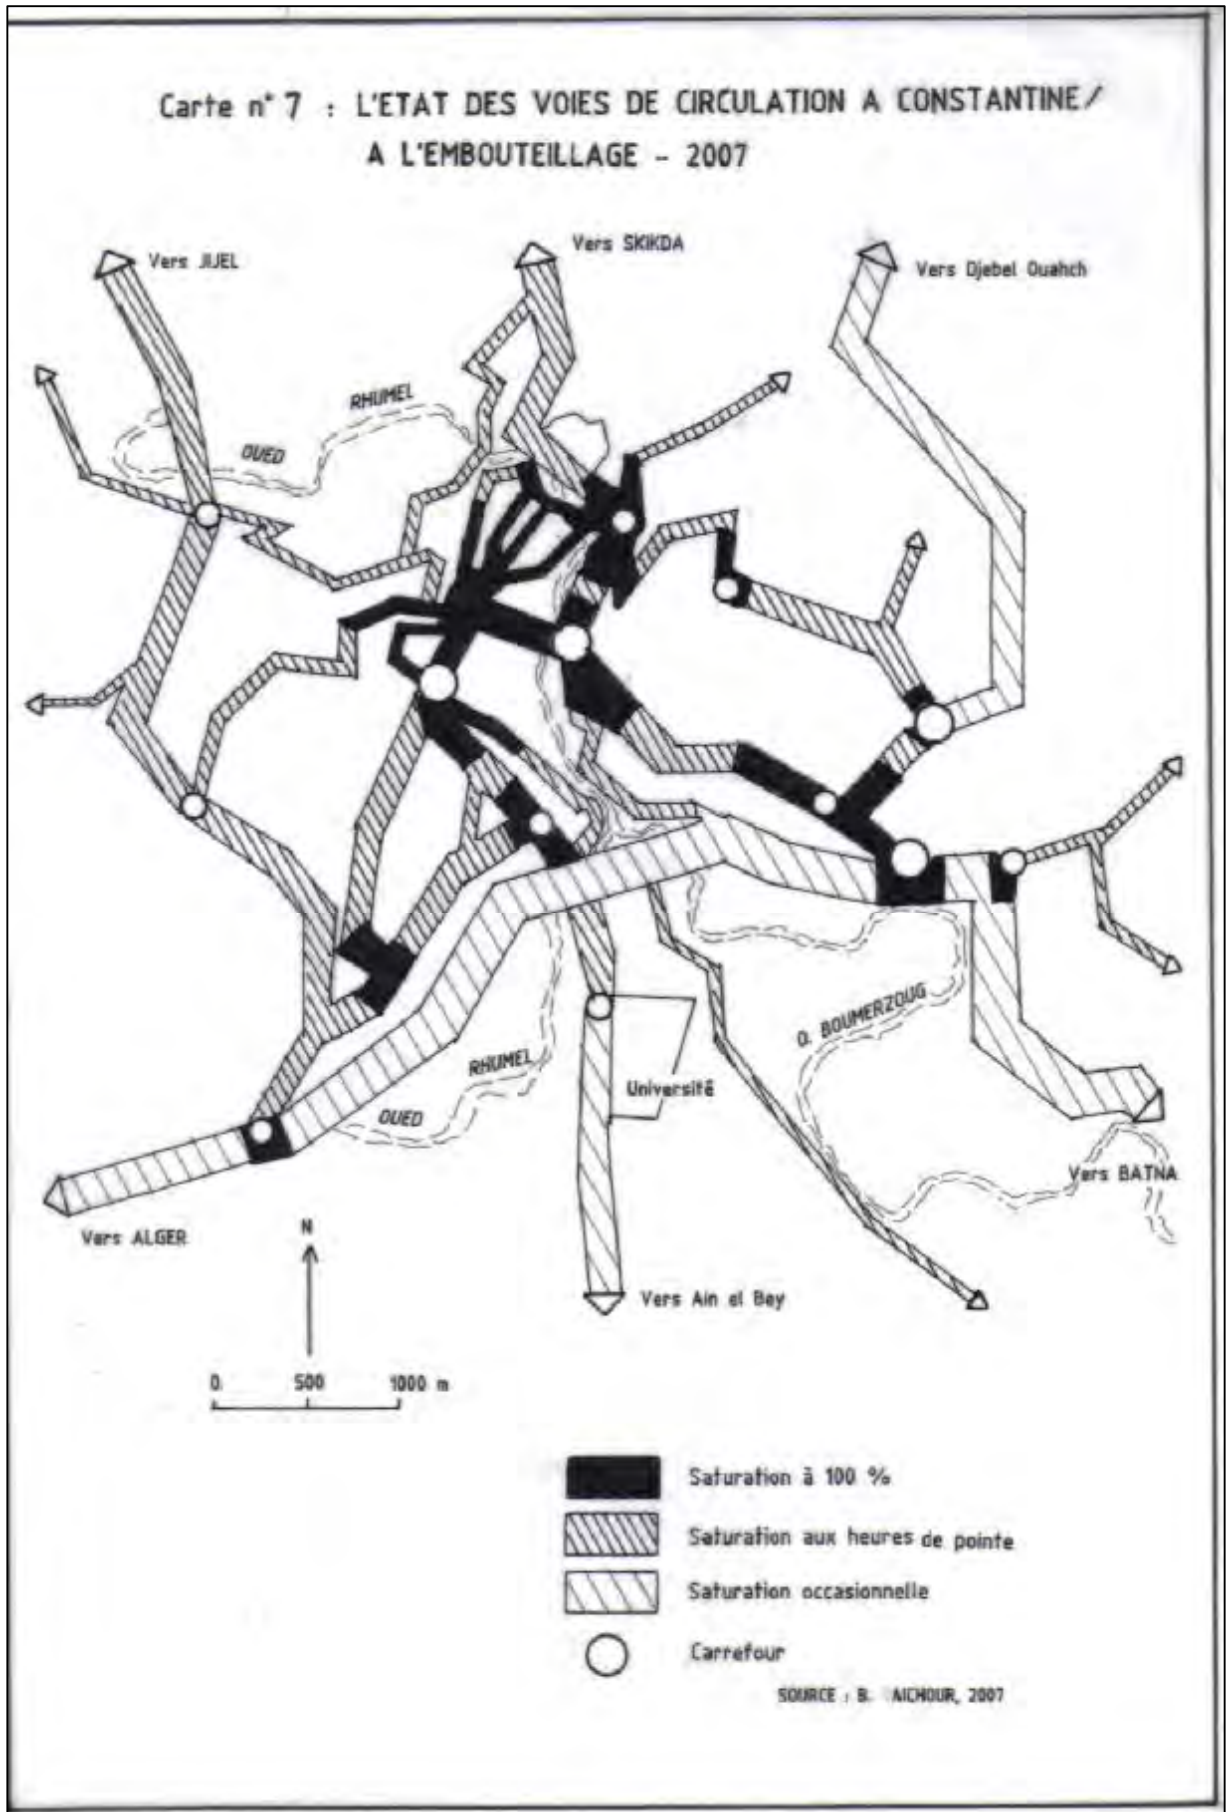 Carte n° 7 : L'ETAT DES VOIES DE CIRCULATION A CONSTANTINE/
A L'EMBOUTEILLAGE - 2007
Vers JIJEL
Vers SKIKDA
Vers Djebel Ouahch
RHUMEL
OUED
O. BOUMERZOUG
RHUMEL
Université
OUED
Vers BATNA
Vers ALGER
N
Vers Ain el Bey
0. 500 1000 m
Saturation à 100 %
Saturation aux heures de pointe
Saturation occasionnelle
Carrefour
SOURCE : B. AICHOUR, 2007